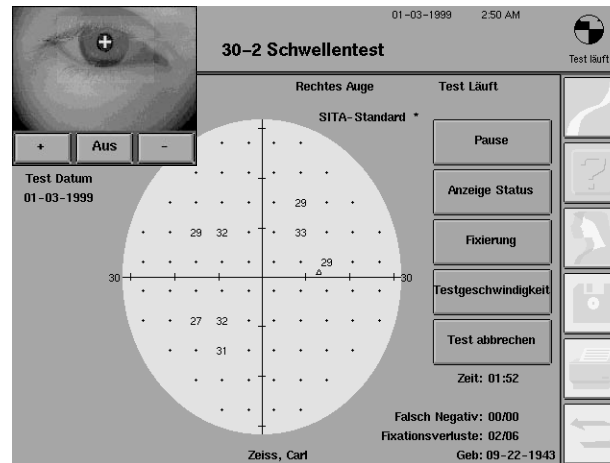 01-03-1999 2:50 AM
30-2 Schwellentest
Test läuft
Rechtes Auge Test Läuft
SITA-Standard *
+ Aus -
Pause
Test Datum
01-03-1999
Anzeige Status
29
29 32 33
Fixierung
29
30 30
Testgeschwindigkeit
27 32
Test abbrechen
31
Zeit: 01:52
Falsch Negativ: 00/00
Fixationsverluste: 02/06
Zeiss, Carl Geb: 09-22-1943